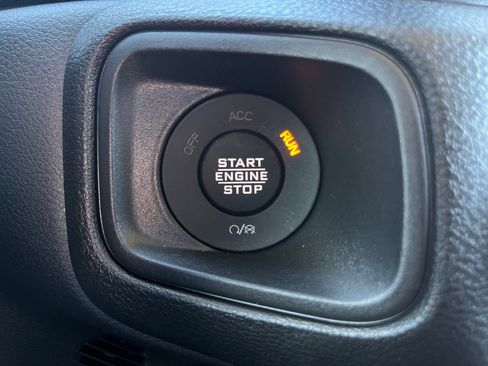 ACC
OFF
RUN
START
ENGINE
STOP